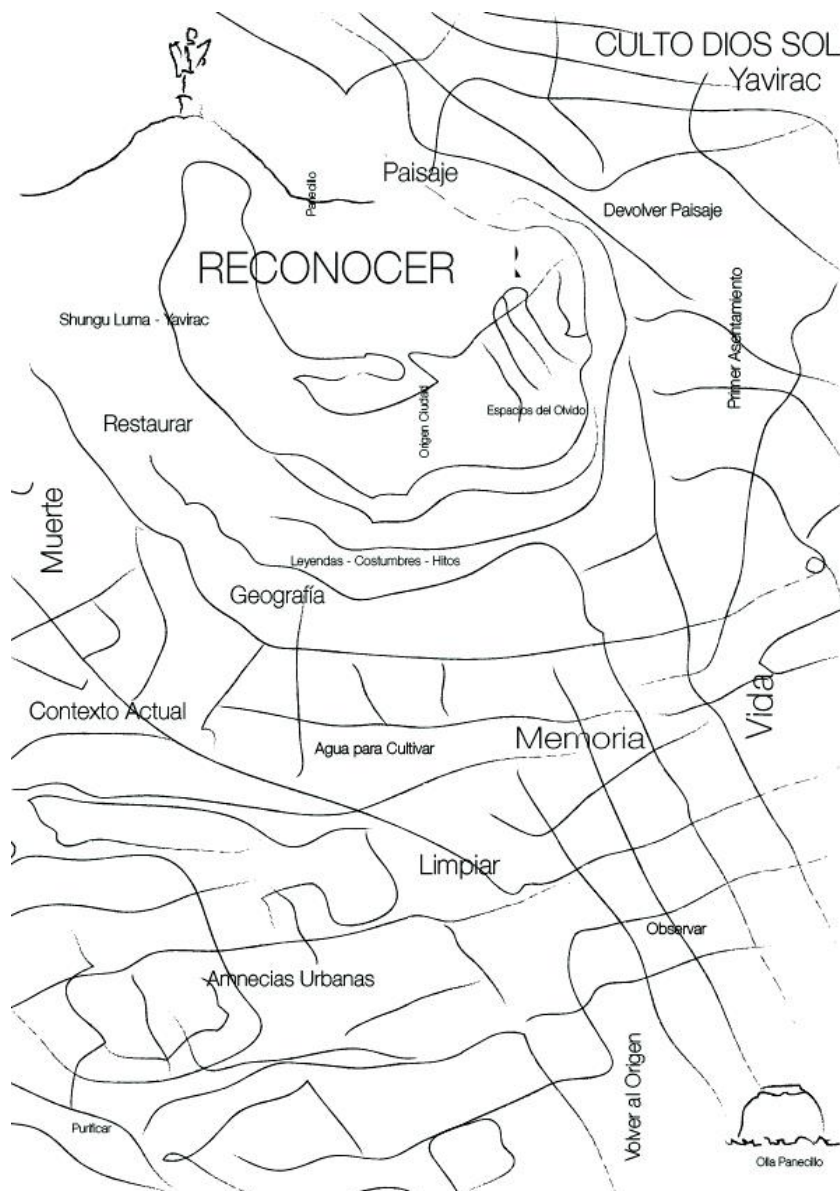 CULTO DIOS SOL
Yavirac
Paisaje
Panecillo
Devolver Paisaje
RECONOCER
Shungu Luma - Yavirac
Primer Asentamiento
Origen Ciudad
Espacios del Olvido
Restaurar
Muerte
Leyendas - Costumbres - Hitos
Geografía
Contexto Actual
Vida
Agua para Cultivar
Memoria
Limpiar
Observar
Amnecias Urbanas
Volver al Origen
Purificar
Olla Panecillo